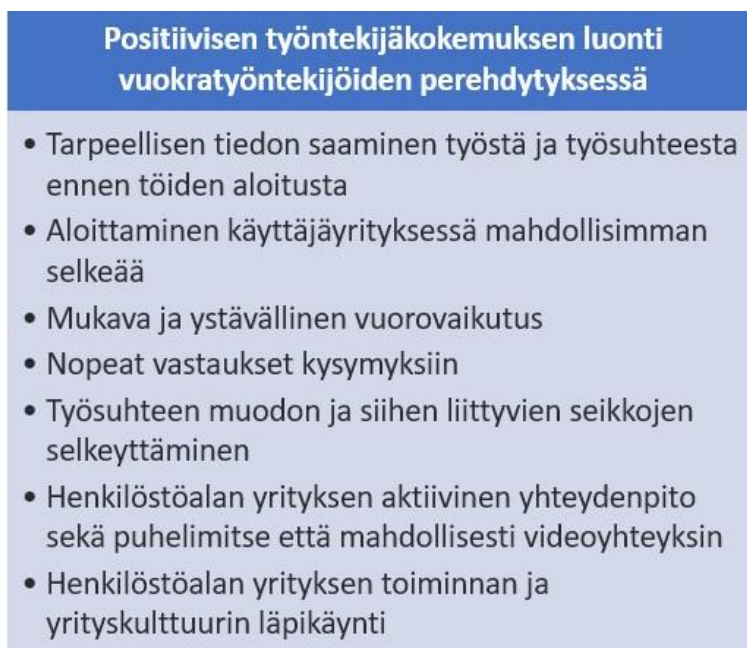 Positiivisen työntekijäkokemuksen luonti
vuokratyöntekijöiden perehdytyksessä
• Tarpeellisen tiedon saaminen työstä ja työsuhteesta
ennen töiden aloitusta
• Aloittaminen käyttäjäyrityksessä mahdollisimman
selkeää
• Mukava ja ystävällinen vuorovaikutus
• Nopeat vastaukset kysymyksiin
• Työsuhteen muodon ja siihen liittyvien seikkojen
selkeyttäminen
• Henkilöstöalan yrityksen aktiivinen yhteydenpito
sekä puhelimitse että mahdollisesti videoyhteyksin
• Henkilöstöalan yrityksen toiminnan ja
yrityskulttuurin läpikäynti